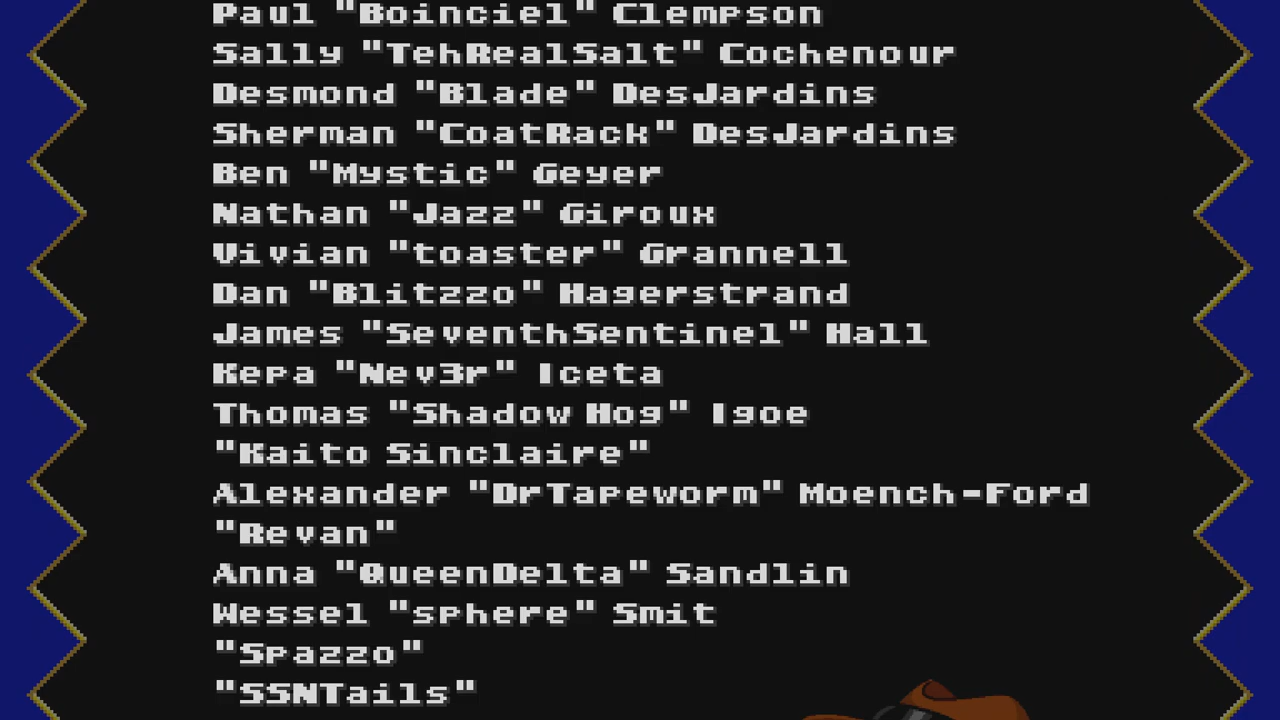 Paul "Boinciel" Clempson
Sally "TehRealSalt" Cochenour
Desmond "Blade" DesJardins
Sherman "CoatRack" DesJardins
Ben "Mystic" Geyer
Nathan "Jazz" Giroux
Vivian "toaster" Grannell
Dan "Blitzzo" Hagerstrand
James "SeventhSentinel" Hall
Kepa "Nev3r" Iceta
Thomas "Shadow Hog" Igoe
"Kaito Sinclaire"
Alexander "DrTapeworm" Moench-Ford
"Revan"
Anna "QueenDelta" Sandlin
Wessel "sphere" Smit
"Spazzo"
"SSNTails"